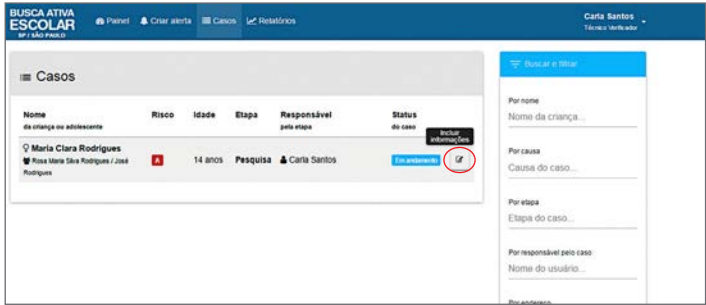 BUSCA ATIVA
ESCOLAR
SP / SÃO PAULO
Painel
Criar alerta
Casos
Relatórios
Carla Santos
Técnico Verificador
Casos
Nome
da criança ou adolescente
Risco
Idade
Etapa
Responsável
pela etapa
Status
do caso
Incluir
informações
Maria Clara Rodrigues
Rosa Maria Silva Rodrigues / José
Rodrigues
A
14 anos
Pesquisa
Carla Santos
Em andamento
Buscar e filtrar
Por nome
Nome da criança...
Por causa
Causa do caso...
Por etapa
Etapa do caso...
Por responsável pelo caso
Nome do usuário...
Por endereço